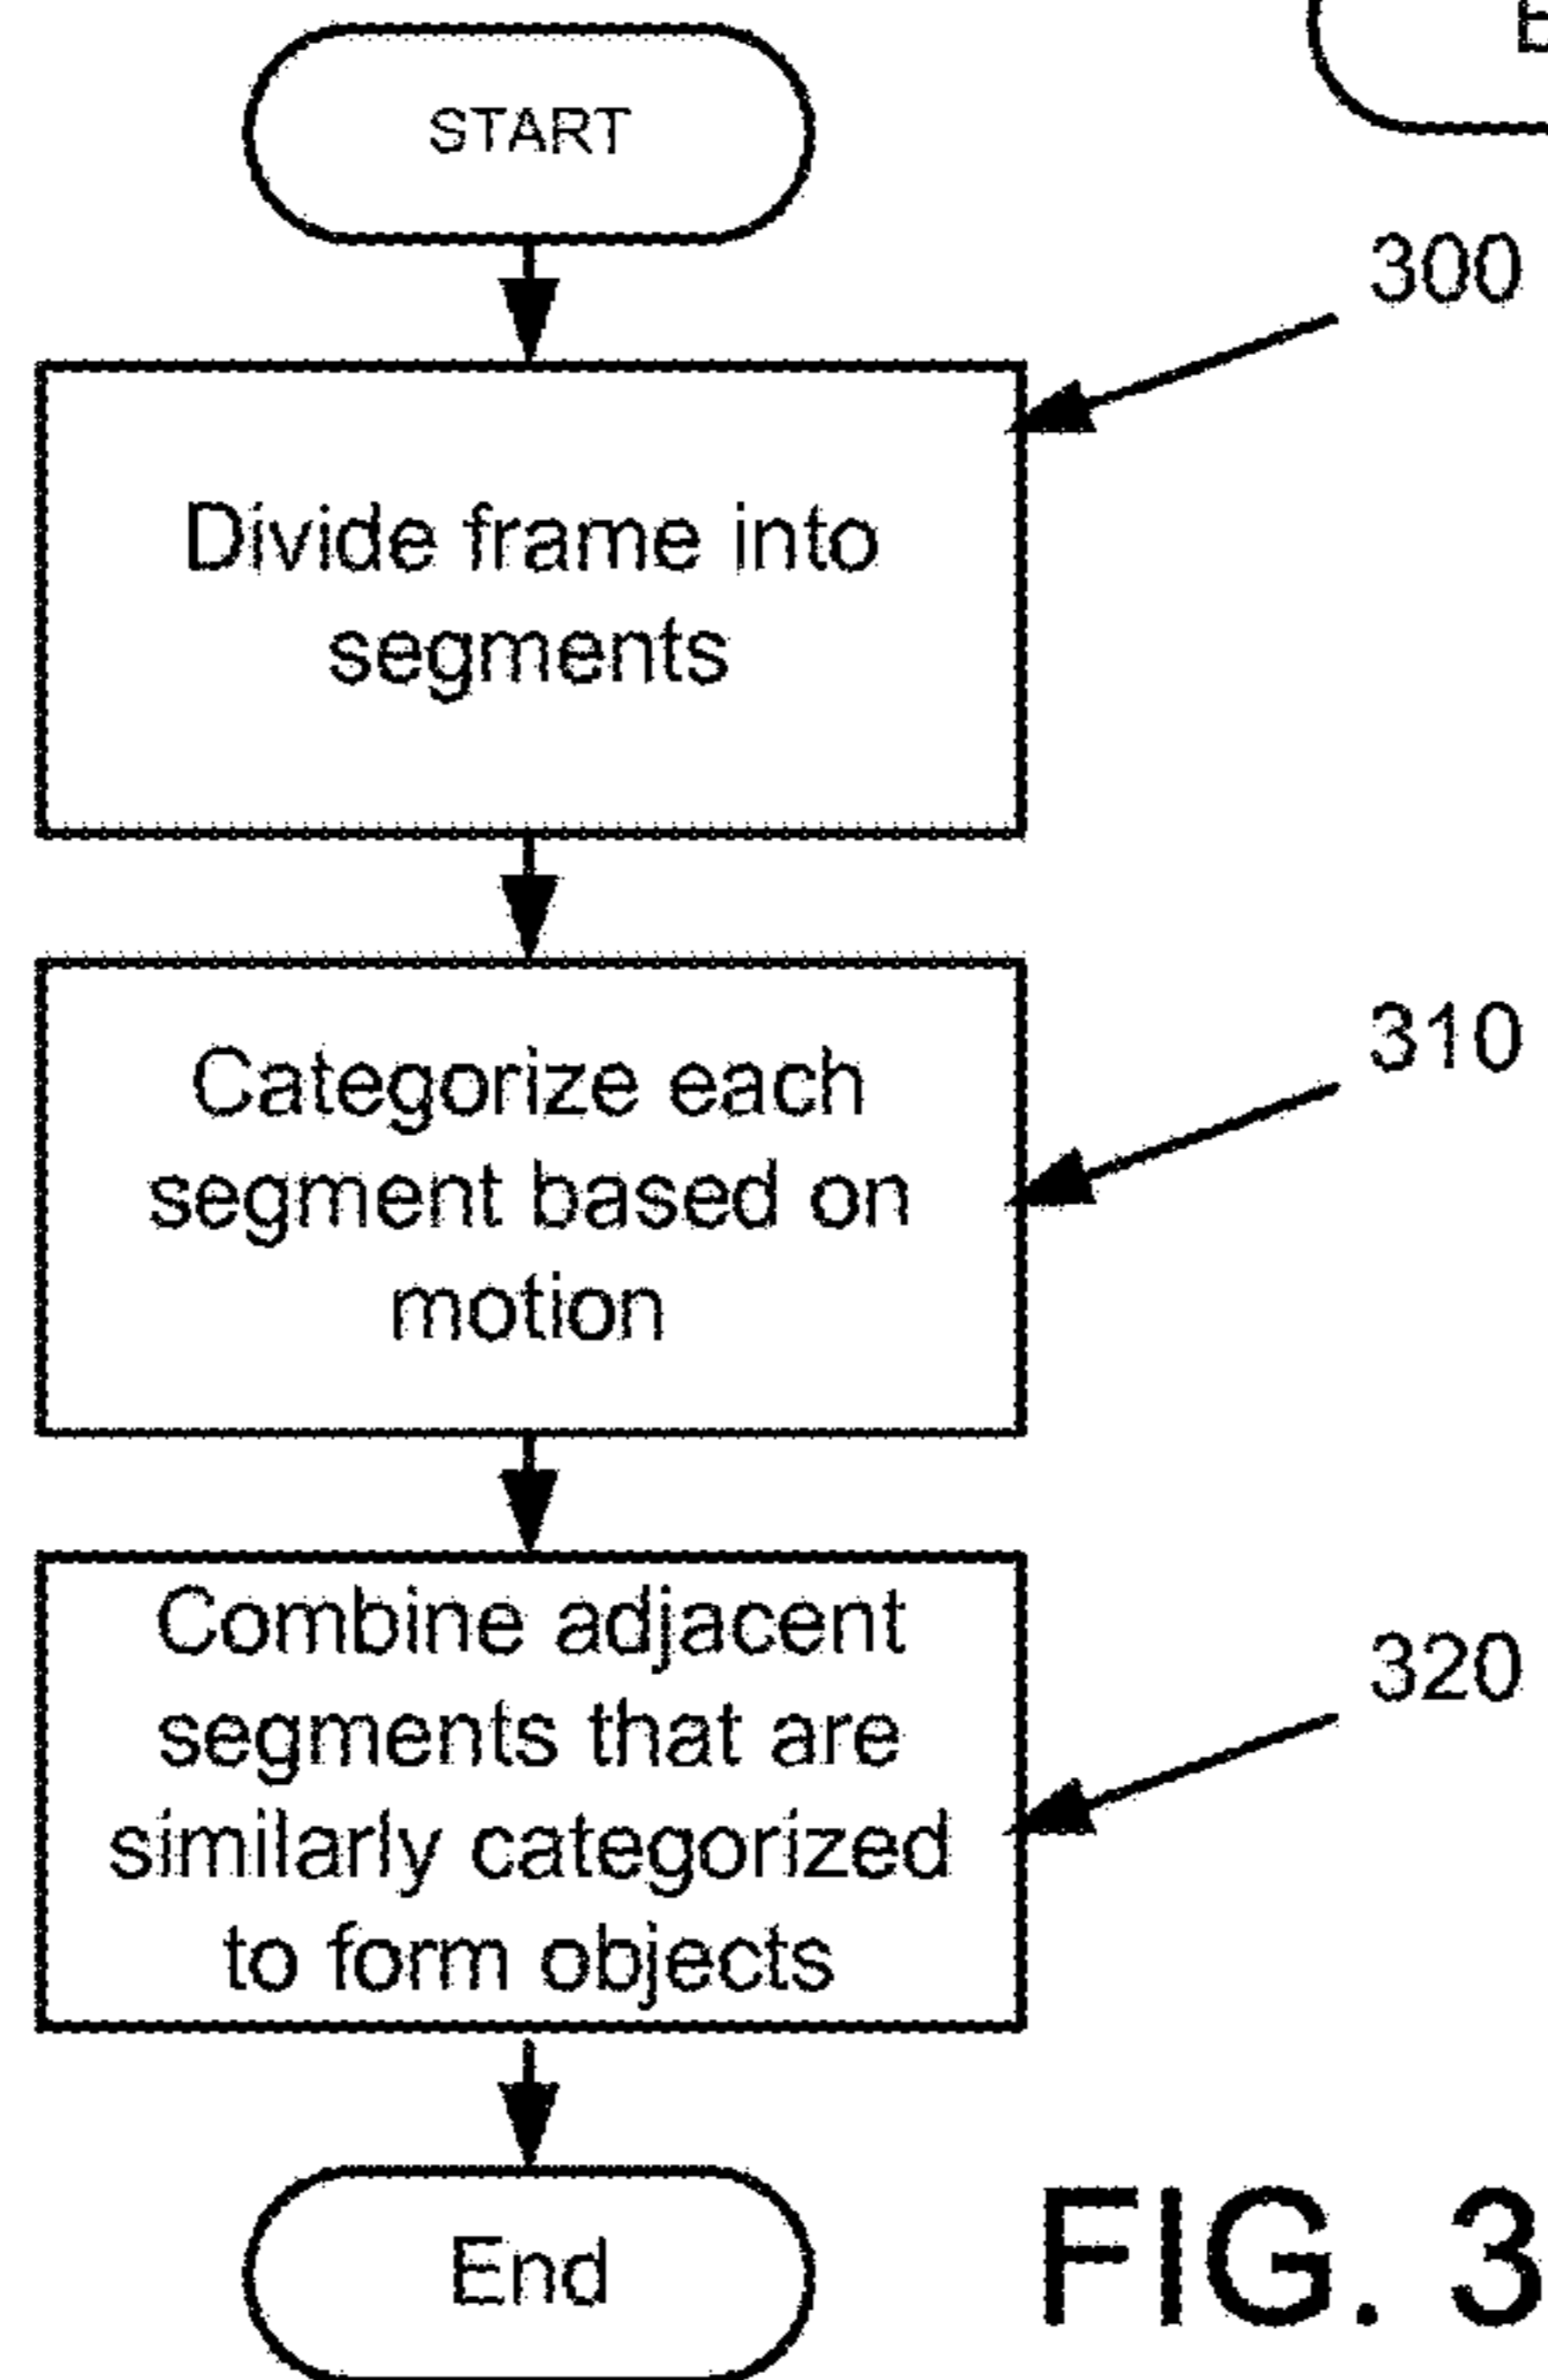 START
300
Divide frame into
segments
310
Categorize each
segment based on
motion
320
Combine adjacent
segments that are
similarly categorized
to form objects
End
FIG. 3